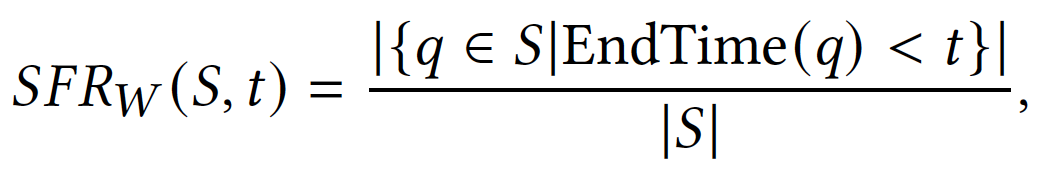 SFR_W(S, t) = |{q ∈ S|EndTime(q) < t}| / |S|,